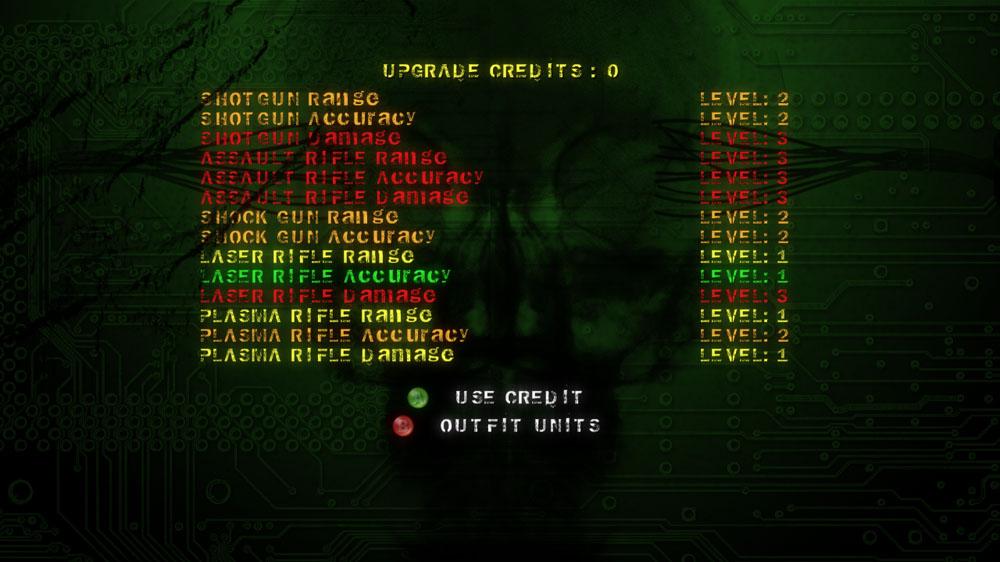 UPGRADE CREDITS: 0
SHOTGUN Range LEVEL: 2
SHOTGUN Accuracy LEVEL: 2
SHOTGUN Damage LEVEL: 3
ASSAULT RIFLE Range LEVEL: 3
ASSAULT RIFLE Accuracy LEVEL: 3
ASSAULT RIFLE Damage LEVEL: 3
SHOCK GUN Range LEVEL: 2
SHOCK GUN Accuracy LEVEL: 2
LASER RIFLE Range LEVEL: 1
LASER RIFLE Accuracy LEVEL: 1
LASER RIFLE Damage LEVEL: 3
PLASMA RIFLE Range LEVEL: 1
PLASMA RIFLE Accuracy LEVEL: 2
PLASMA RIFLE Damage LEVEL: 1
A USE CREDIT
B OUTFIT UNITS